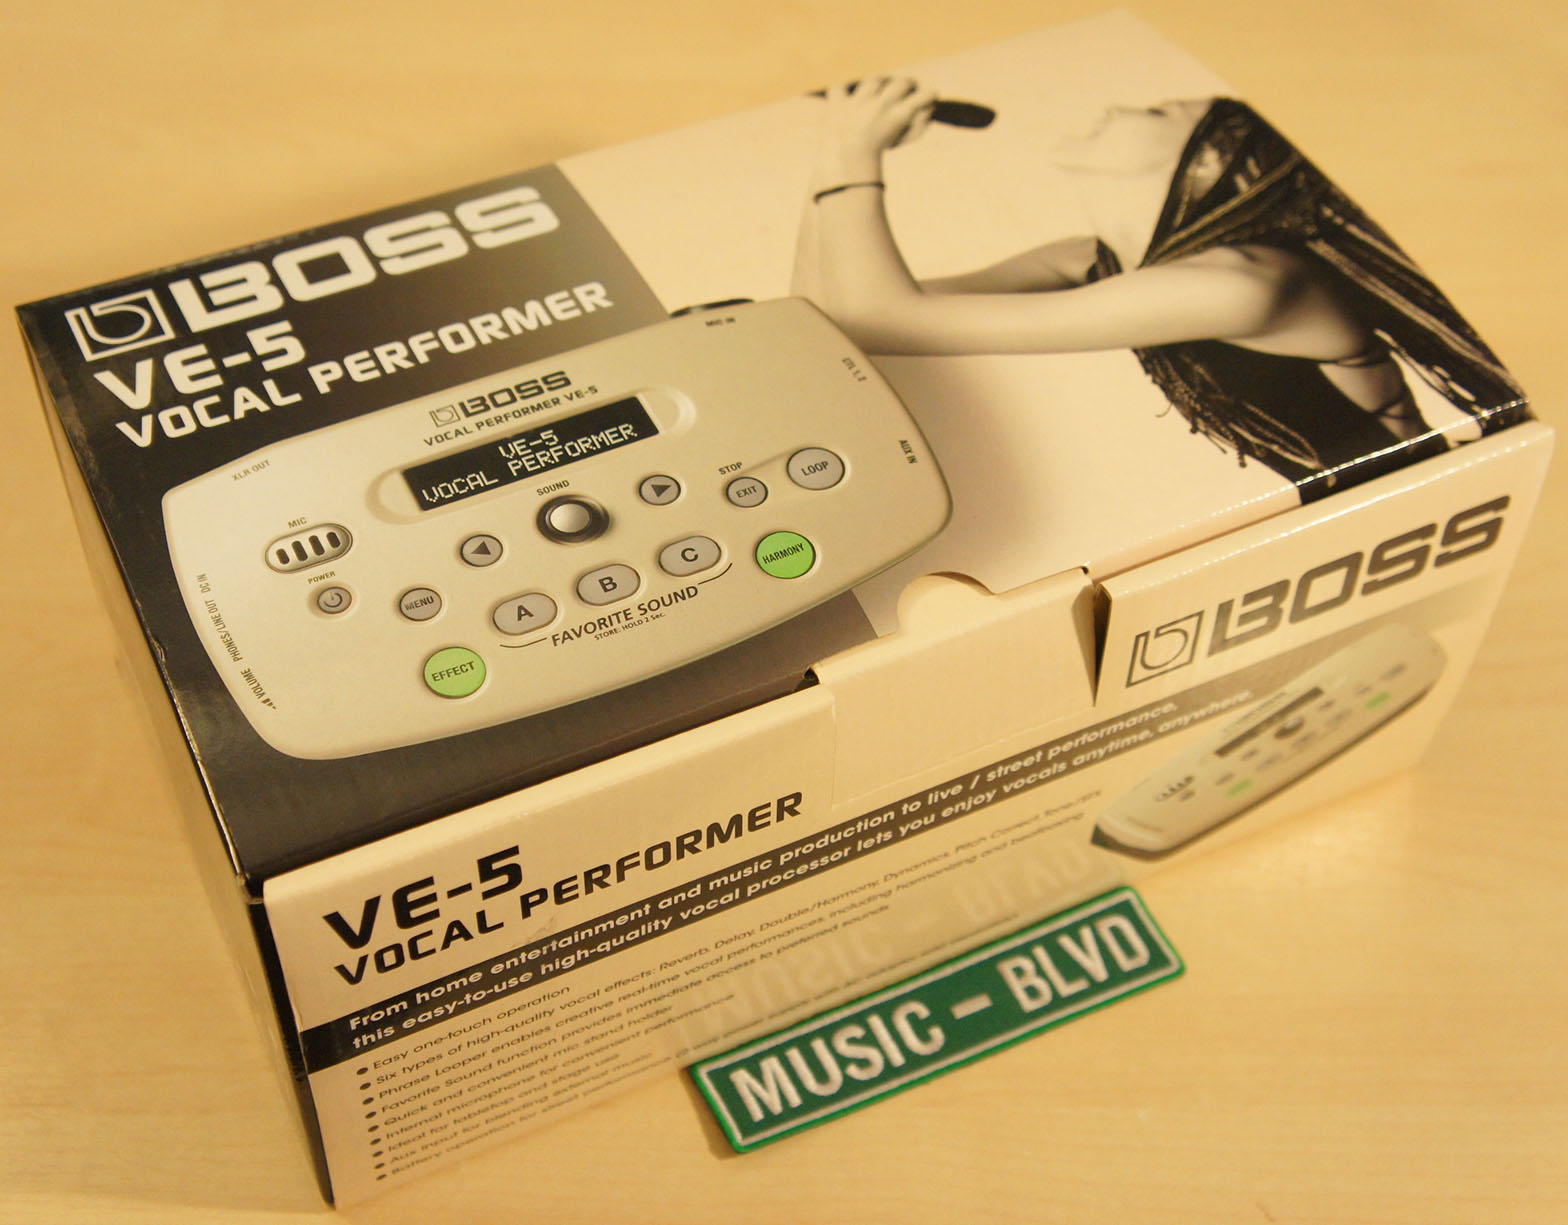 BOSS
VE-5
VOCAL PERFORMER
MIC IN
BOSS
VOCAL PERFORMER VE-5
VE-5
VOCAL PERFORMER
XLR OUT
CTL 1, 2
AUX IN
MIC
SOUND
STOP
EXIT
LOOP
POWER
MENU
A
B
C
HARMONY
FAVORITE SOUND
STORE: HOLD 2 Sec.
EFFECT
DC IN
PHONES/LINE OUT
VOLUME
BOSS
VE-5
VOCAL PERFORMER
From home entertainment and music production to live / street performance,
this easy-to-use high-quality vocal processor lets you enjoy vocals anytime, anywhere.
Easy one-touch operation
Six types of high-quality vocal effects: Reverb, Delay, Double/Harmony, Dynamics, Pitch Correct, Tone/SFX
Phrase Looper enables creative real-time vocal performances, including harmonizing and beatboxing
Favorite Sound function provides immediate access to preferred sounds
Quick and convenient mic stand holder
Internal microphone for convenient performance
Ideal for tabletop and stage use
Aux input for blending external music
Battery operation for street performance
MUSIC - BLVD